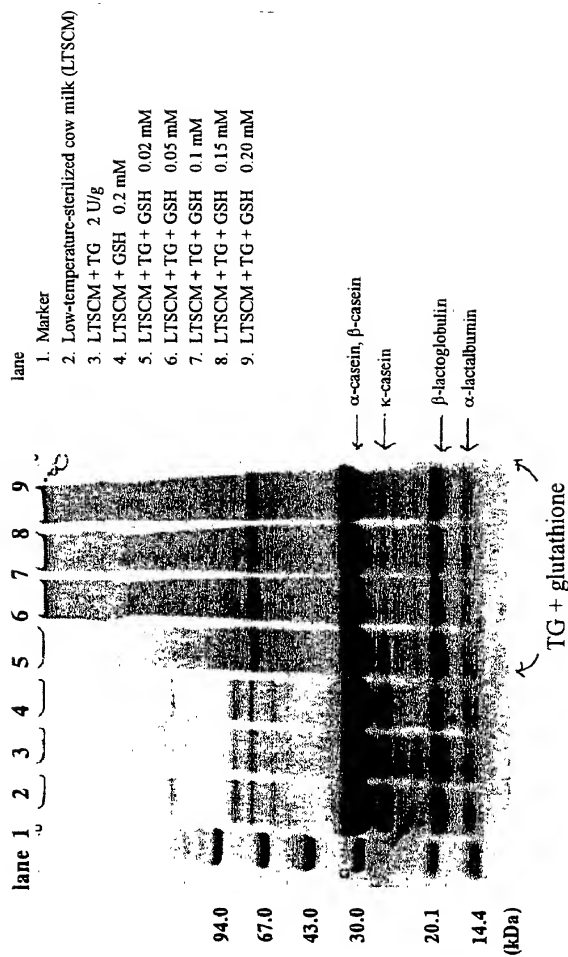 lane
1. Marker
2. Low-temperature-sterilized cow milk (LTSCM)
3. LTSCM + TG 2 U/g
4. LTSCM + GSH 0.2 mM
5. LTSCM + TG + GSH 0.02 mM
6. LTSCM + TG + GSH 0.05 mM
7. LTSCM + TG + GSH 0.1 mM
8. LTSCM + TG + GSH 0.15 mM
9. LTSCM + TG + GSH 0.20 mM
lane 1 2 3 4 5 6 7 8 9
94.0
67.0
43.0
30.0
20.1
14.4
(kDa)
α-casein, β-casein
κ-casein
β-lactoglobulin
α-lactalbumin
TG + glutathione